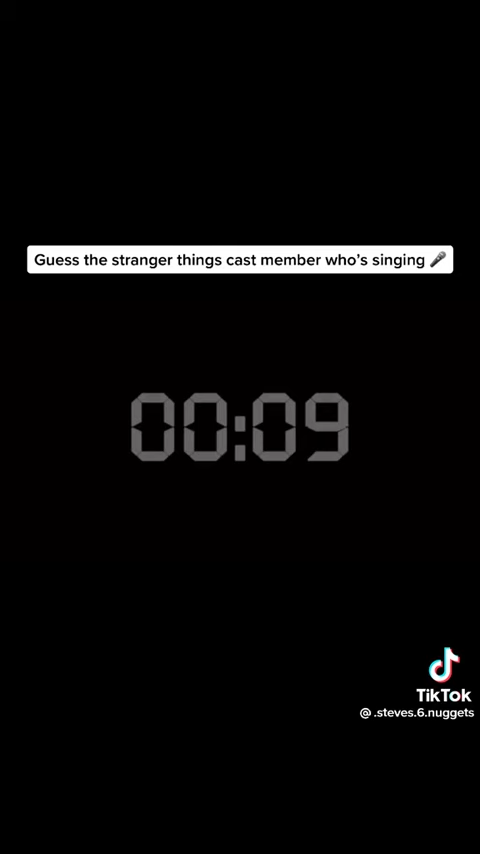 Guess the stranger things cast member who's singing 🎤
00:09
TikTok
@.steves.6.nuggets